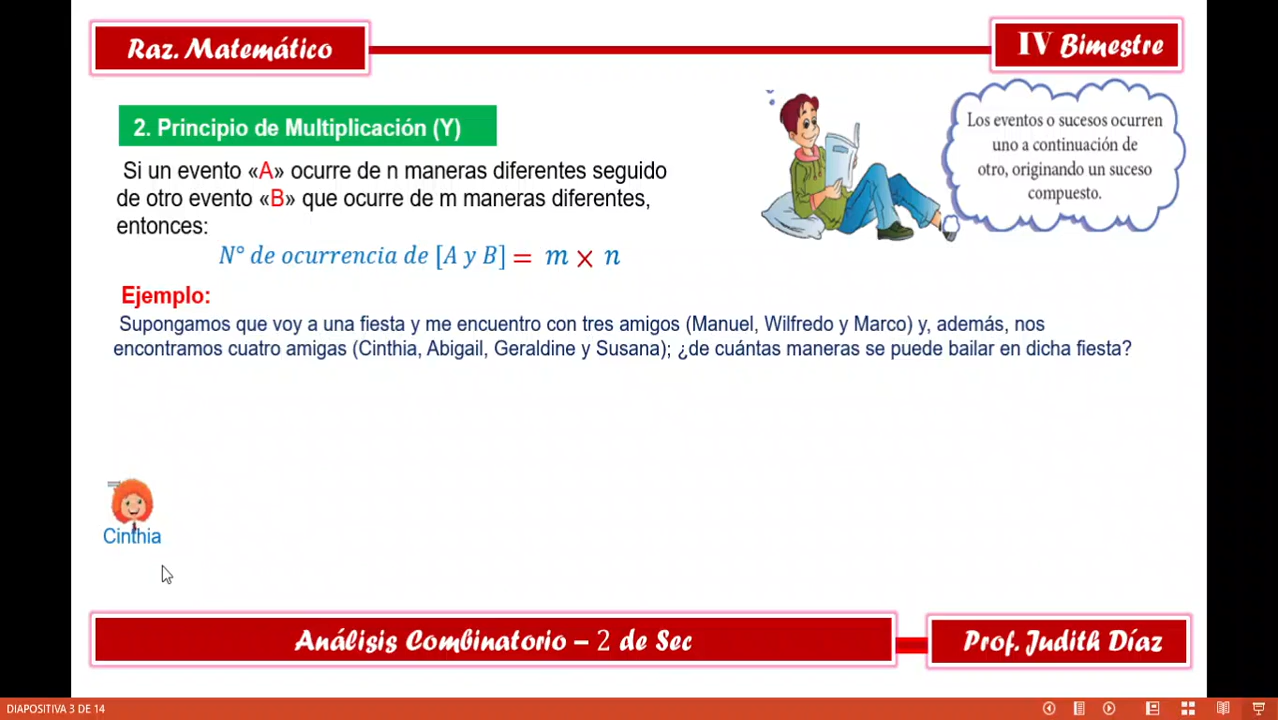 Raz. Matemático
IV Bimestre
2. Principio de Multiplicación (Y)
Los eventos o sucesos ocurren
uno a continuación de
otro, originando un suceso
compuesto.
Si un evento «A» ocurre de n maneras diferentes seguido
de otro evento «B» que ocurre de m maneras diferentes,
entonces:
N° de ocurrencia de [A y B] = m × n
Ejemplo:
Supongamos que voy a una fiesta y me encuentro con tres amigos (Manuel, Wilfredo y Marco) y, además, nos
encontramos cuatro amigas (Cinthia, Abigail, Geraldine y Susana); ¿de cuántas maneras se puede bailar en dicha fiesta?
Cinthia
Análisis Combinatorio – 2 de Sec
Prof. Judith Díaz
DIAPOSITIVA 3 DE 14